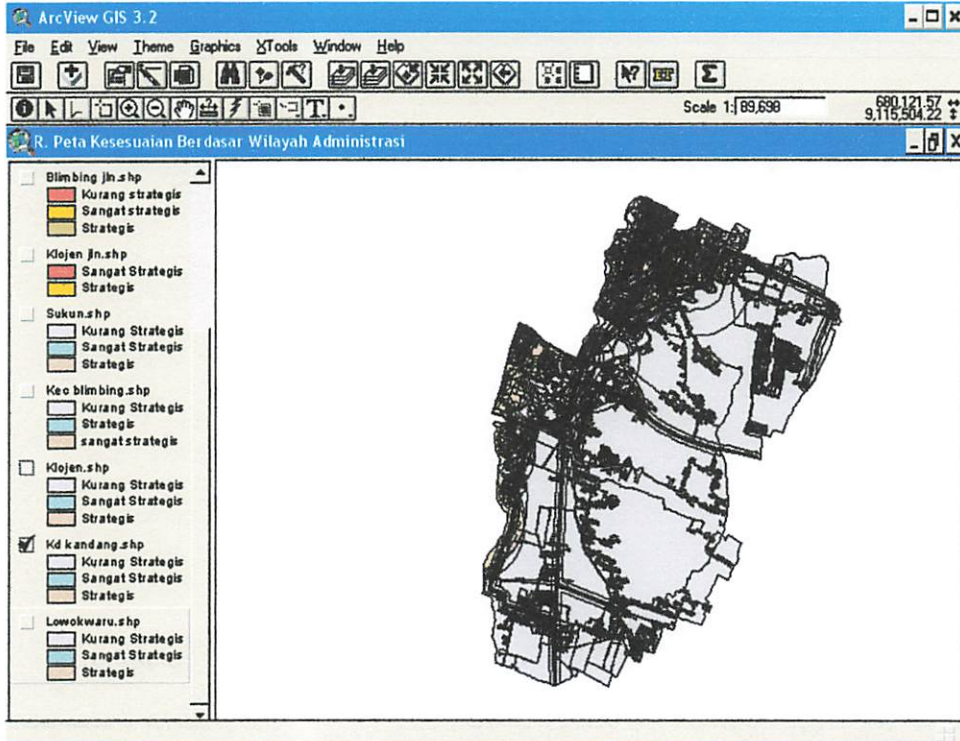 ArcView GIS 3.2
File Edit View Theme Graphics XTools Window Help
Scale 1: 89,698
680,121.57
9,115,504.22
R. Peta Kesesuaian Berdasar Wilayah Administrasi
Blimbing jln.shp
Kurang strategis
Sangat strategis
Strategis
Klojen jln.shp
Sangat Strategis
Strategis
Sukun.shp
Kurang Strategis
Sangat Strategis
Strategis
Kec blimbing.shp
Kurang Strategis
Strategis
sangat strategis
Klojen.shp
Kurang Strategis
Sangat Strategis
Strategis
Kd kandang.shp
Kurang Strategis
Sangat Strategis
Strategis
Lowokwaru.shp
Kurang Strategis
Sangat Strategis
Strategis